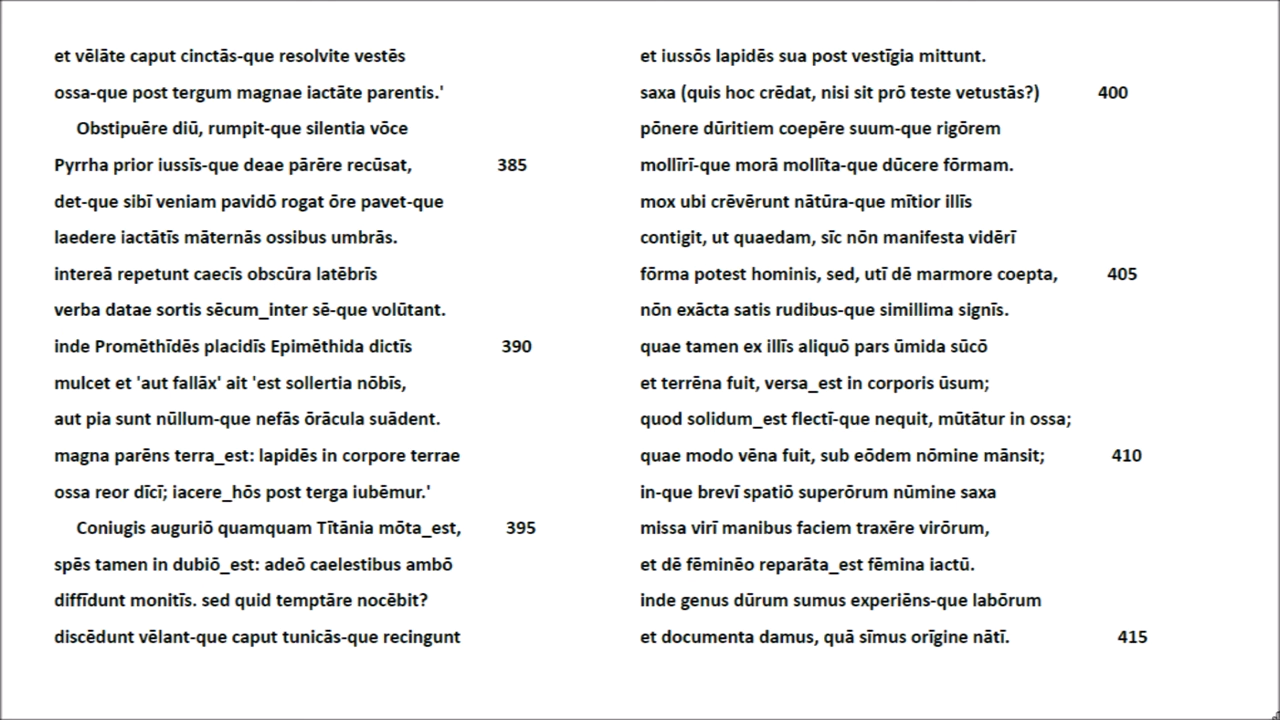 et vēlāte caput cinctās-que resolvite vestēs
ossa-que post tergum magnae iactāte parentis.'
Obstipuēre diū, rumpit-que silentia vōce
Pyrrha prior iussīs-que deae pārēre recūsat, 385
det-que sibī veniam pavidō rogat ōre pavet-que
laedere iactātīs māternās ossibus umbrās.
intereā repetunt caecīs obscūra latēbrīs
verba datae sortis sēcum_inter sē-que volūtant.
inde Promēthīdēs placidīs Epimēthida dictīs 390
mulcet et 'aut fallāx' ait 'est sollertia nōbīs,
aut pia sunt nūllum-que nefās ōrācula suādent.
magna parēns terra_est: lapidēs in corpore terrae
ossa reor dīcī; iacere_hōs post terga iubēmur.'
Coniugis auguriō quamquam Tītānia mōta_est, 395
spēs tamen in dubiō_est: adeō caelestibus ambō
diffīdunt monitīs. sed quid temptāre nocēbit?
discēdunt vēlant-que caput tunicās-que recingunt
et iussōs lapidēs sua post vestīgia mittunt.
saxa (quis hoc crēdat, nisi sit prō teste vetustās?) 400
pōnere dūritiem coepēre suum-que rigōrem
mollīrī-que morā mollīta-que dūcere fōrmam.
mox ubi crēvērunt nātūra-que mītior illīs
contigit, ut quaedam, sīc nōn manifesta vidērī
fōrma potest hominis, sed, utī dē marmore coepta, 405
nōn exācta satis rudibus-que simillima signīs.
quae tamen ex illīs aliquō pars ūmida sūcō
et terrēna fuit, versa_est in corporis ūsum;
quod solidum_est flectī-que nequit, mūtātur in ossa;
quae modo vēna fuit, sub eōdem nōmine mānsit; 410
in-que brevī spatiō superōrum nūmine saxa
missa virī manibus faciem traxēre virōrum,
et dē fēmineō reparāta_est fēmina iactū.
inde genus dūrum sumus experiēns-que labōrum
et documenta damus, quā sīmus orīgine nātī. 415